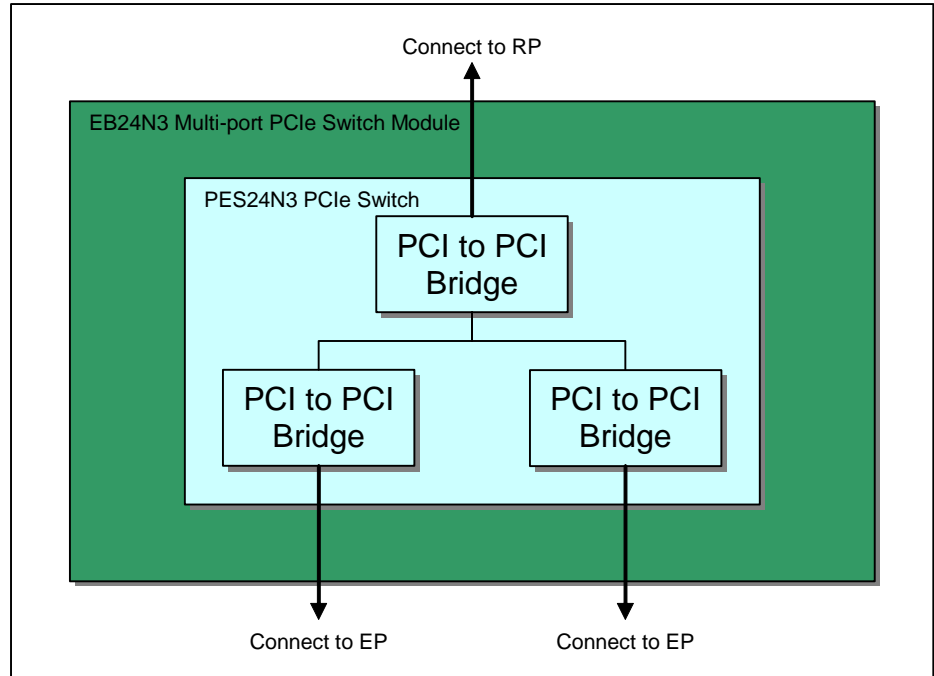 Connect to RP
EB24N3 Multi-port PCIe Switch Module
PES24N3 PCIe Switch
PCI to PCI
Bridge
PCI to PCI
Bridge
PCI to PCI
Bridge
Connect to EP
Connect to EP